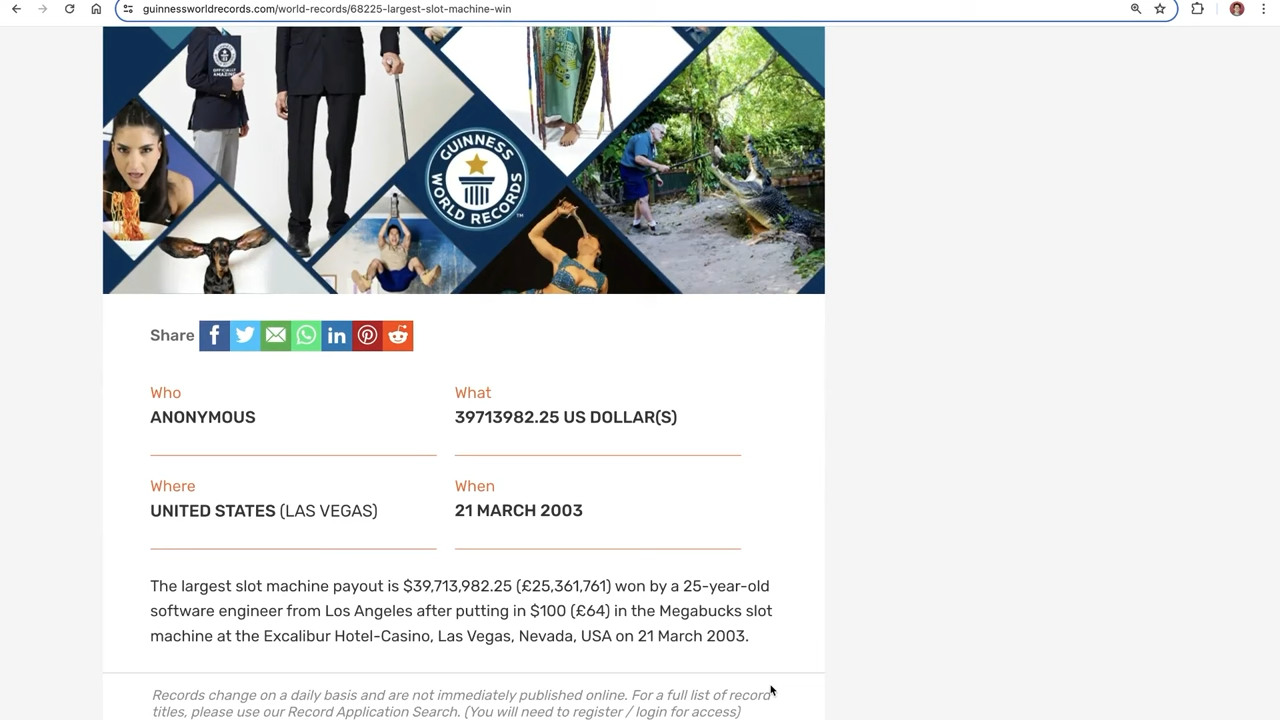 guinnessworldrecords.com/world-records/68225-largest-slot-machine-win
OFFICIALLY
AMAZING
GUINNESS
WORLD RECORDS
TM
Share
Who
ANONYMOUS
What
39713982.25 US DOLLAR(S)
Where
UNITED STATES (LAS VEGAS)
When
21 MARCH 2003
The largest slot machine payout is $39,713,982.25 (£25,361,761) won by a 25-year-old
software engineer from Los Angeles after putting in $100 (£64) in the Megabucks slot
machine at the Excalibur Hotel-Casino, Las Vegas, Nevada, USA on 21 March 2003.
Records change on a daily basis and are not immediately published online. For a full list of record
titles, please use our Record Application Search. (You will need to register / login for access)